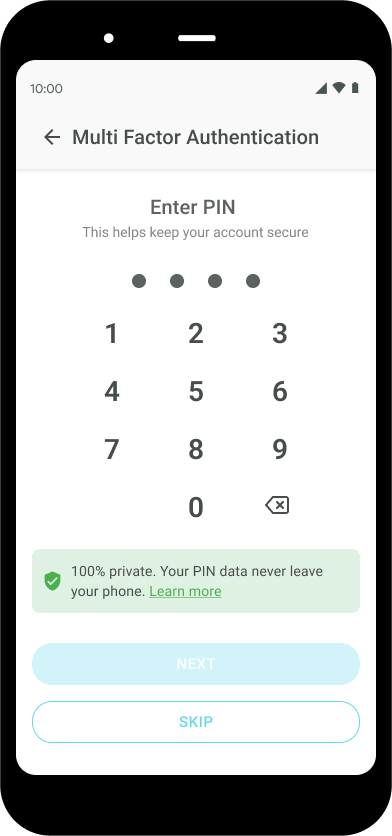 10:00
Multi Factor Authentication
Enter PIN
This helps keep your account secure
1 2 3
4 5 6
7 8 9
0
100% private. Your PIN data never leave
your phone. Learn more
NEXT
SKIP